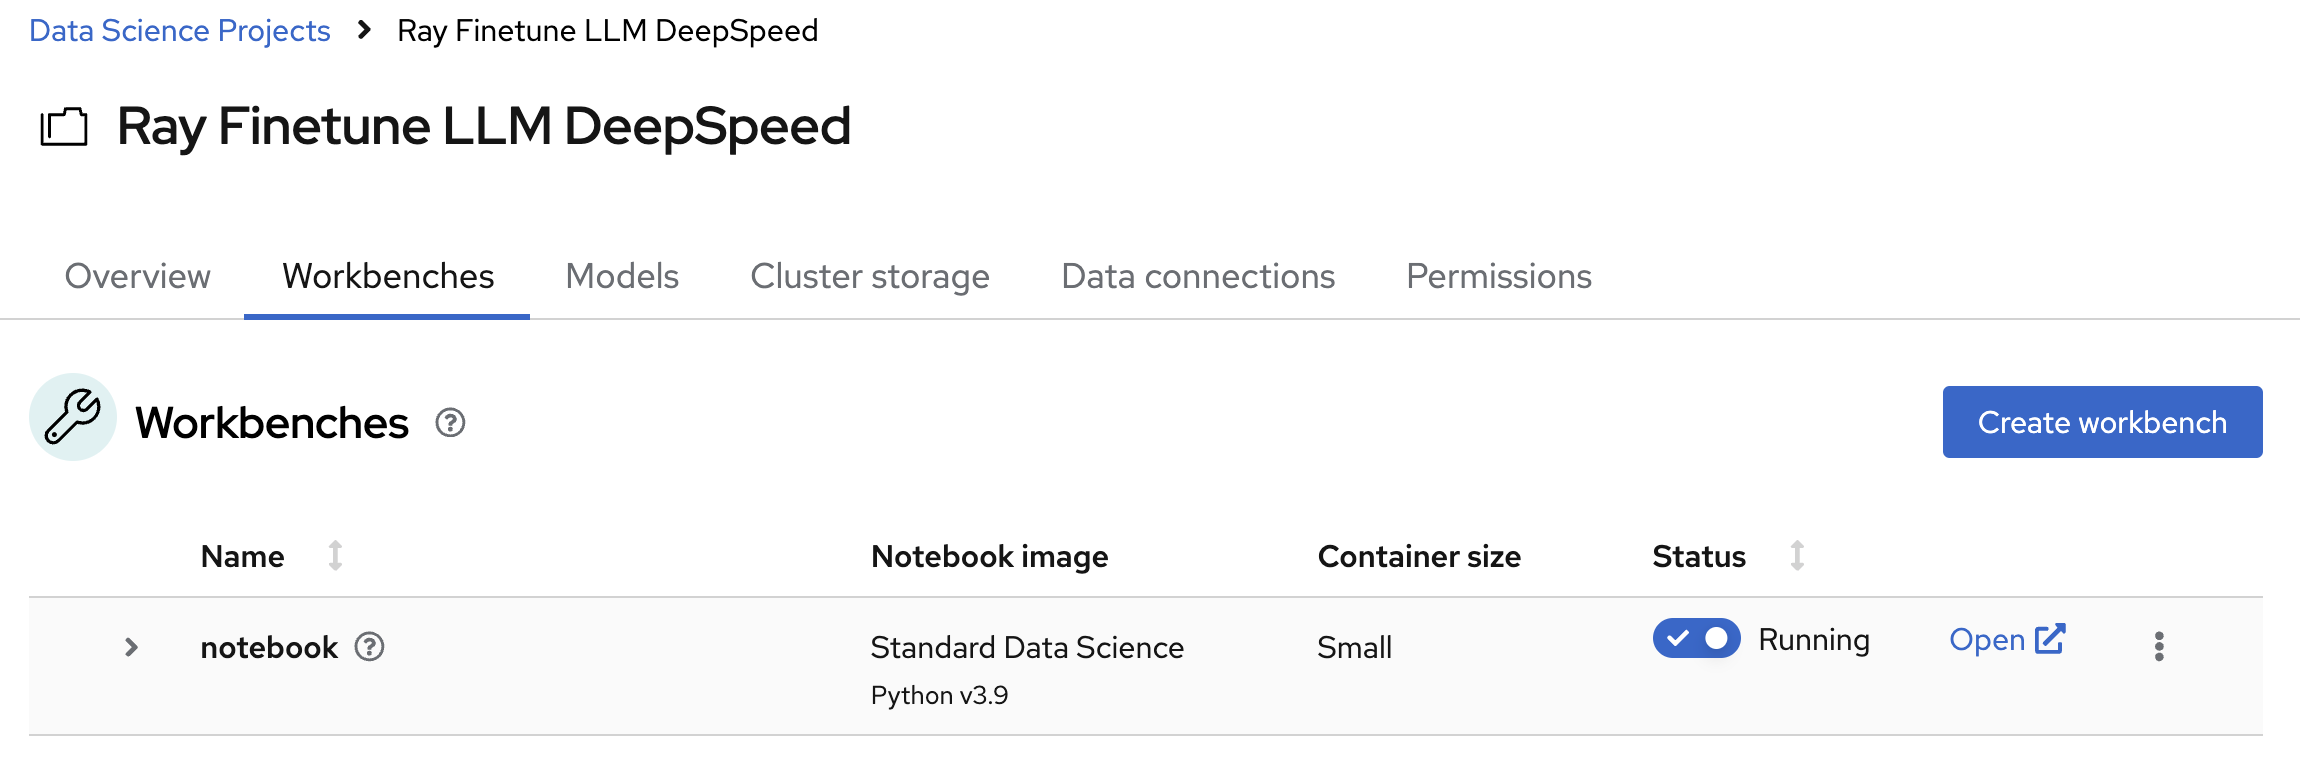 Data Science Projects > Ray Finetune LLM DeepSpeed
Ray Finetune LLM DeepSpeed
Overview Workbenches Models Cluster storage Data connections Permissions
Workbenches
Create workbench
Name Notebook image Container size Status
notebook Standard Data Science Small Running Open
Python v3.9